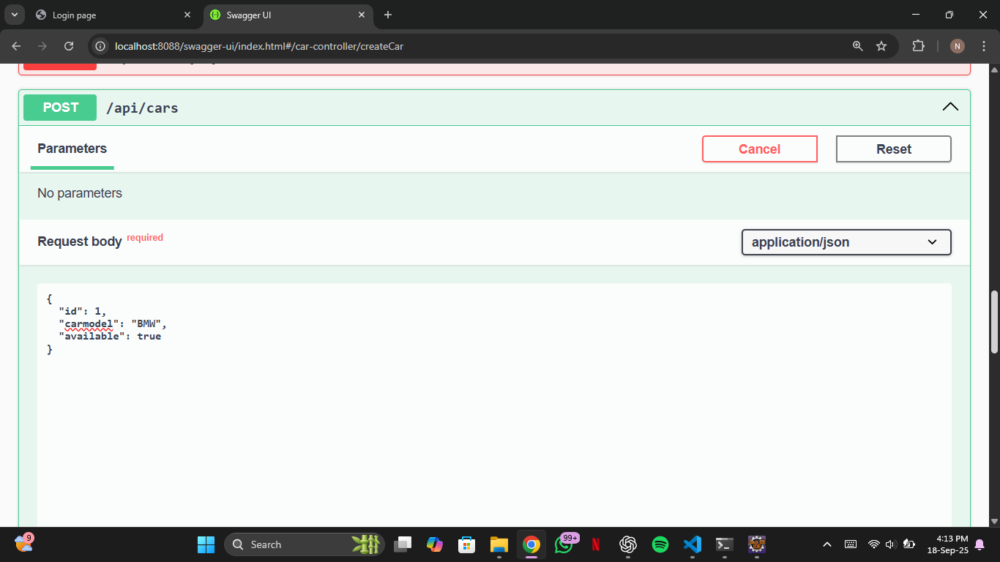 Login page
Swagger UI
localhost:8088/swagger-ui/index.html#/car-controller/createCar
N
POST /api/cars
Parameters
Cancel
Reset
No parameters
Request body required
application/json
{
"id": 1,
"carmodel": "BMW",
"available": true
}
9
Search
99+
N
4:13 PM
18-Sep-25